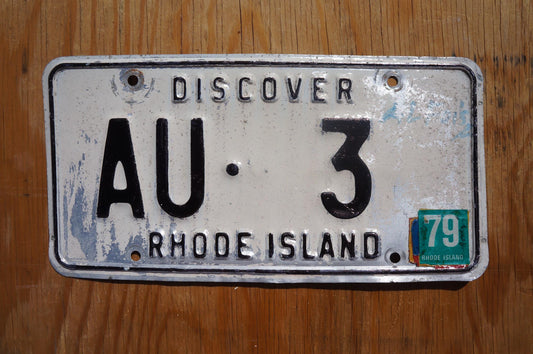 DISCOVER
AU · 3
79
RHODE ISLAND
RHODE ISLAND